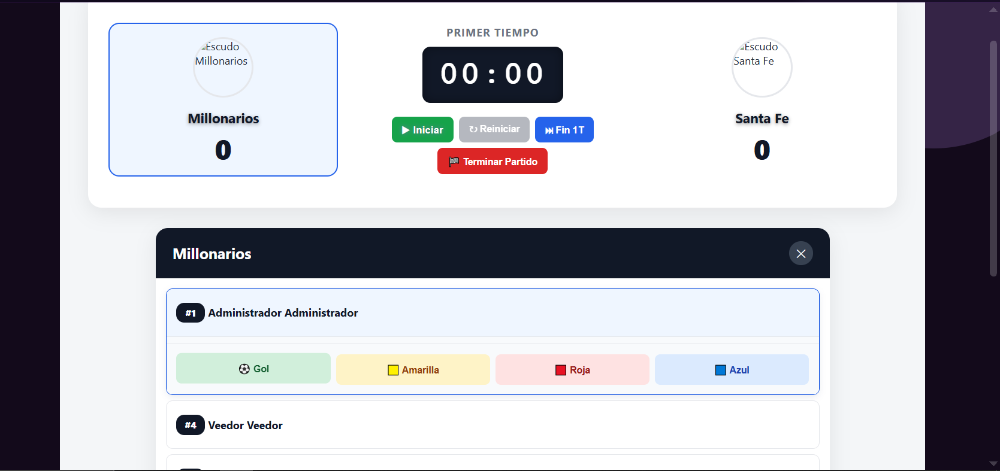 Escudo
Millonarios
Millonarios
0
PRIMER TIEMPO
00:00
Iniciar
Reiniciar
Fin 1T
Terminar Partido
Escudo
Santa Fe
Santa Fe
0
Millonarios
#1 Administrador Administrador
Gol
Amarilla
Roja
Azul
#4 Veedor Veedor